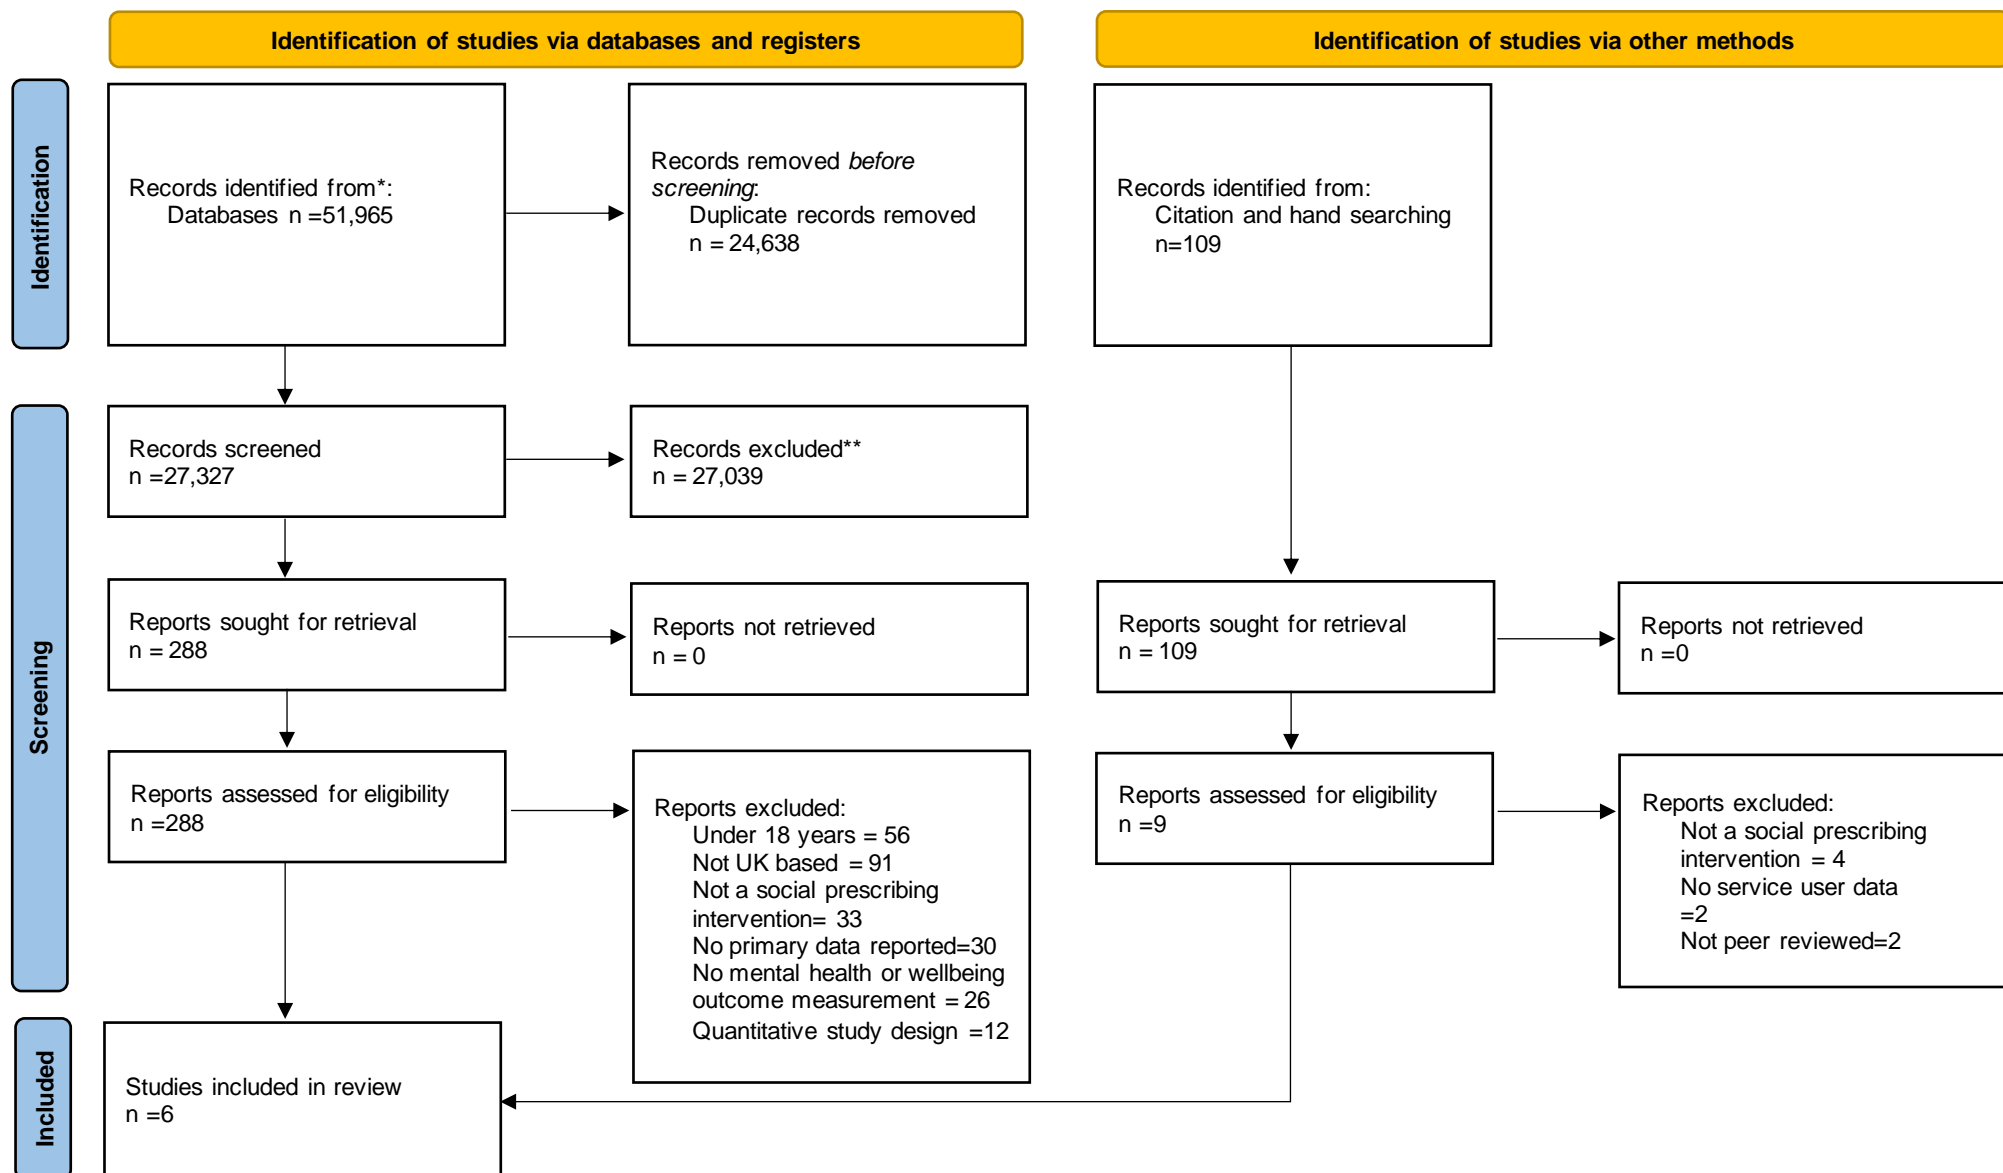 Identification of studies via databases and registers
Identification of studies via other methods
Identification
Records identified from*:
Databases n =51,965
Records removed before
screening:
Duplicate records removed
n = 24,638
Records identified from:
Citation and hand searching
n=109
Screening
Records screened
n =27,327
Records excluded**
n = 27,039
Reports sought for retrieval
n = 288
Reports not retrieved
n = 0
Reports sought for retrieval
n = 109
Reports not retrieved
n =0
Reports assessed for eligibility
n =288
Reports excluded:
Under 18 years = 56
Not UK based = 91
Not a social prescribing
intervention= 33
No primary data reported=30
No mental health or wellbeing
outcome measurement = 26
Quantitative study design =12
Reports assessed for eligibility
n =9
Reports excluded:
Not a social prescribing
intervention = 4
No service user data
=2
Not peer reviewed=2
Included
Studies included in review
n =6